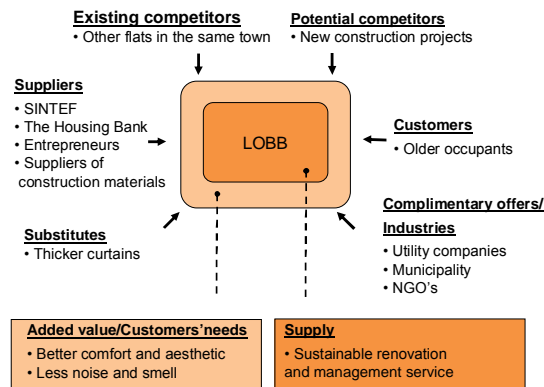 Existing competitors
• Other flats in the same town
Potential competitors
• New construction projects
Suppliers
• SINTEF
• The Housing Bank
• Entrepreneurs
• Suppliers of
construction materials
LOBB
Customers
• Older occupants
Substitutes
• Thicker curtains
Complimentary offers/
Industries
• Utility companies
• Municipality
• NGO's
Added value/Customers'needs
• Better comfort and aesthetic
• Less noise and smell
Supply
• Sustainable renovation
and management service